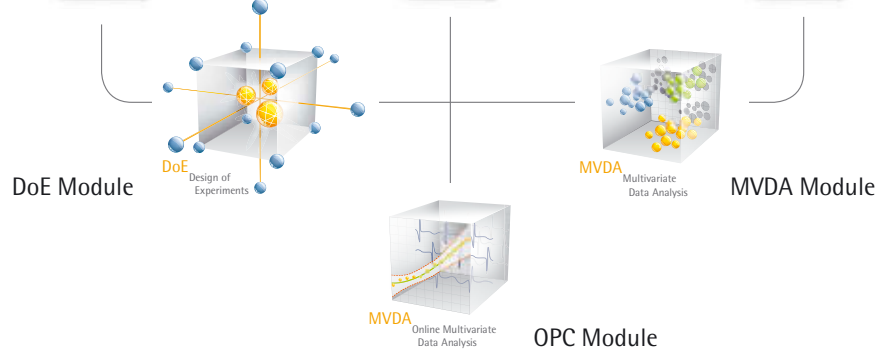 DoE Design of
Experiments
DoE Module
MVDA Multivariate
Data Analysis
MVDA Module
MVDA Online Multivariate
Data Analysis
OPC Module